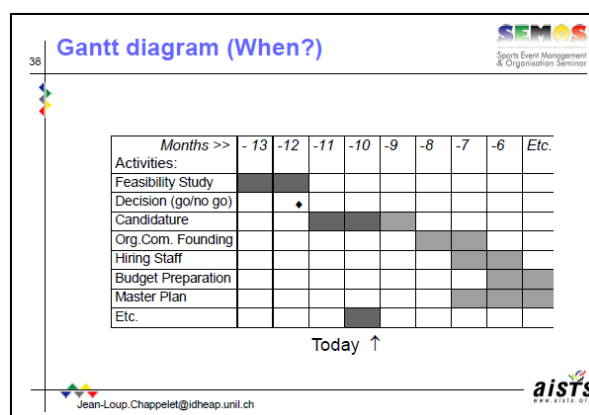 38
Gantt diagram (When?)
SEMOS
Sports Event Management
& Organisation Seminar
Months >> - 13 -12 -11 -10 -9 -8 -7 -6 Etc.
Activities:
Feasibility Study
Decision (go/no go)
Candidature
Org.Com. Founding
Hiring Staff
Budget Preparation
Master Plan
Etc.
Today ↑
Jean-Loup.Chappelet@idheap.unil.ch
aists